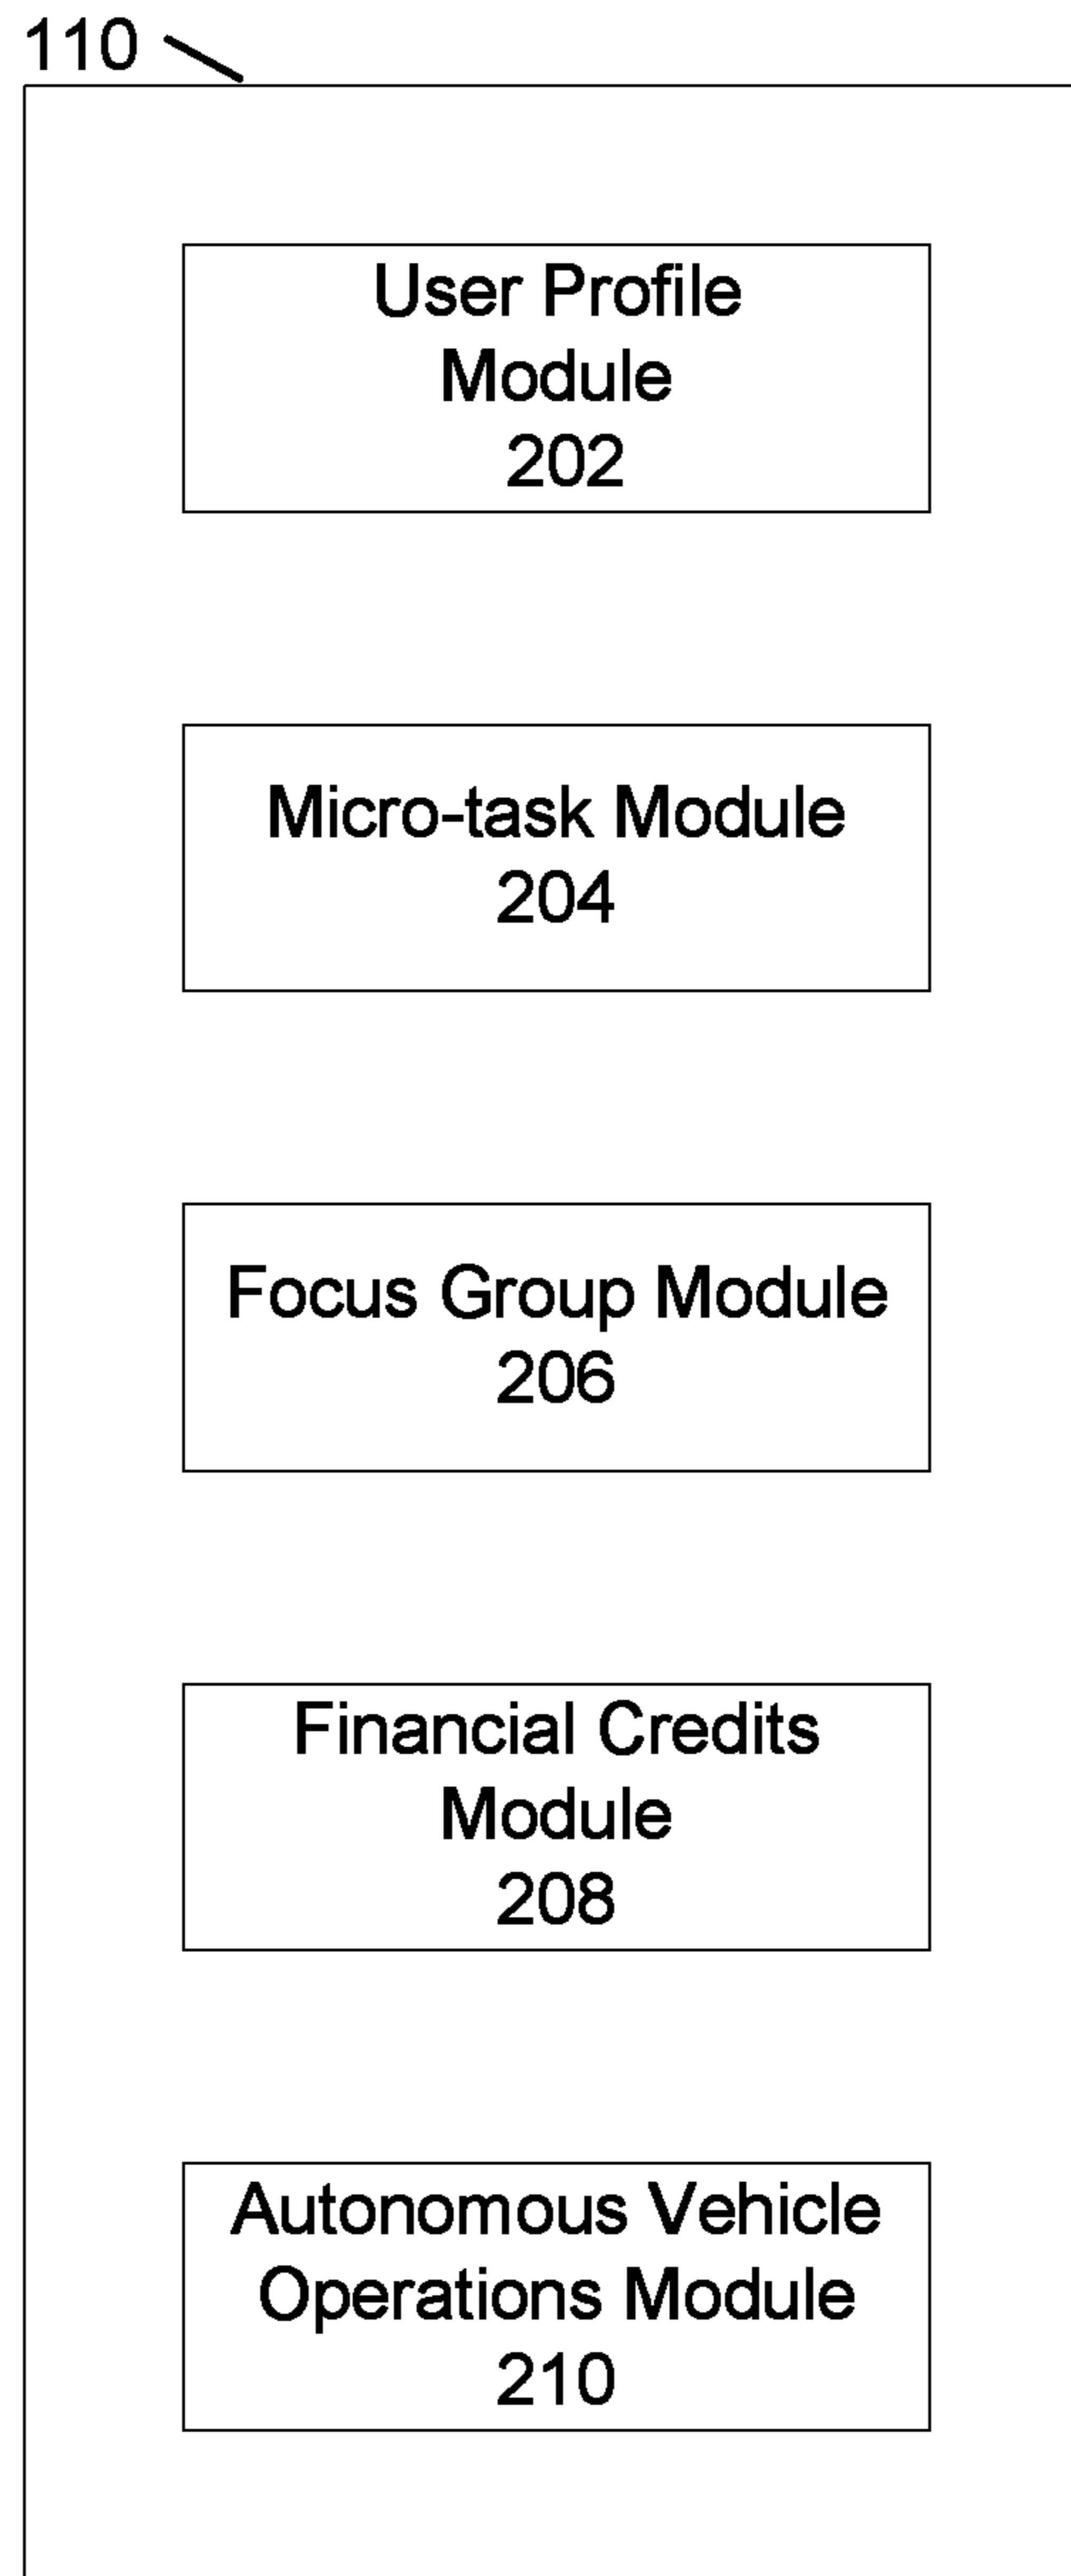 110
User Profile
Module
202
Micro-task Module
204
Focus Group Module
206
Financial Credits
Module
208
Autonomous Vehicle
Operations Module
210